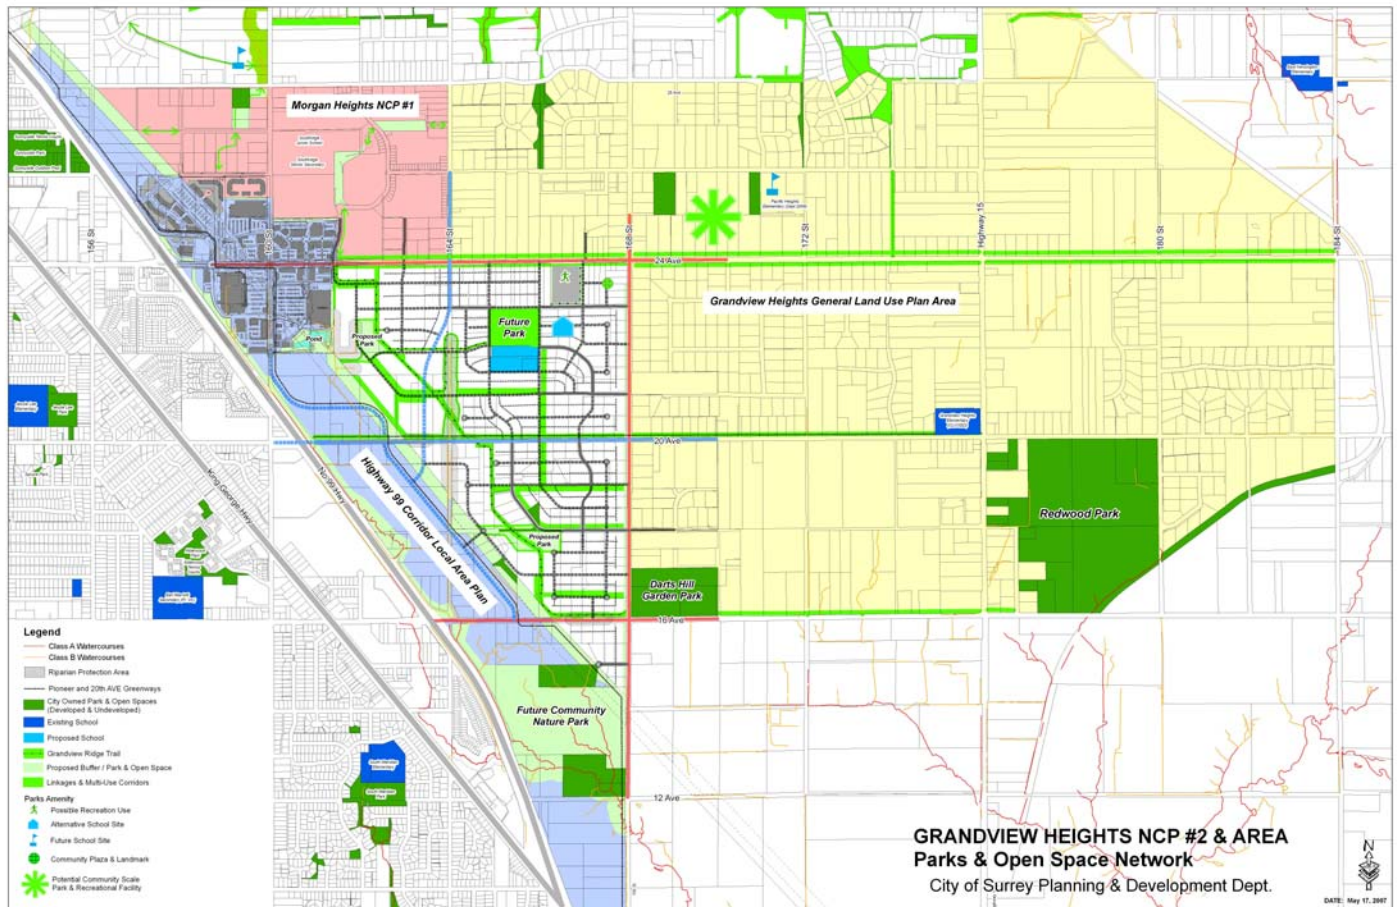 Morgan Heights NCP #1
156 St
160 St
164 St
168 St
172 St
Highway 15
180 St
184 St
24 Ave
Grandview Heights General Land Use Plan Area
Future
Park
Pond
Proposed
Park
20 Ave
King George Hwy
No 99 Hwy
Highway 99 Corridor Local Area Plan
Redwood Park
Proposed
Park
Darts Hill
Garden Park
16 Ave
Future Community
Nature Park
12 Ave
Legend
Class A Watercourses
Class B Watercourses
Riparian Protection Area
Pioneer and 20th AVE Greenways
City Owned Park & Open Spaces
(Developed & Undeveloped)
Existing School
Proposed School
Grandview Ridge Trail
Proposed Buffer / Park & Open Space
Linkages & Multi-Use Corridors
Parks Amenity
Possible Recreation Use
Alternative School Site
Future School Site
Community Plaza & Landmark
Potential Community Scale
Park & Recreational Facility
GRANDVIEW HEIGHTS NCP #2 & AREA
Parks & Open Space Network
City of Surrey Planning & Development Dept.
N
DATE: May 17, 2007